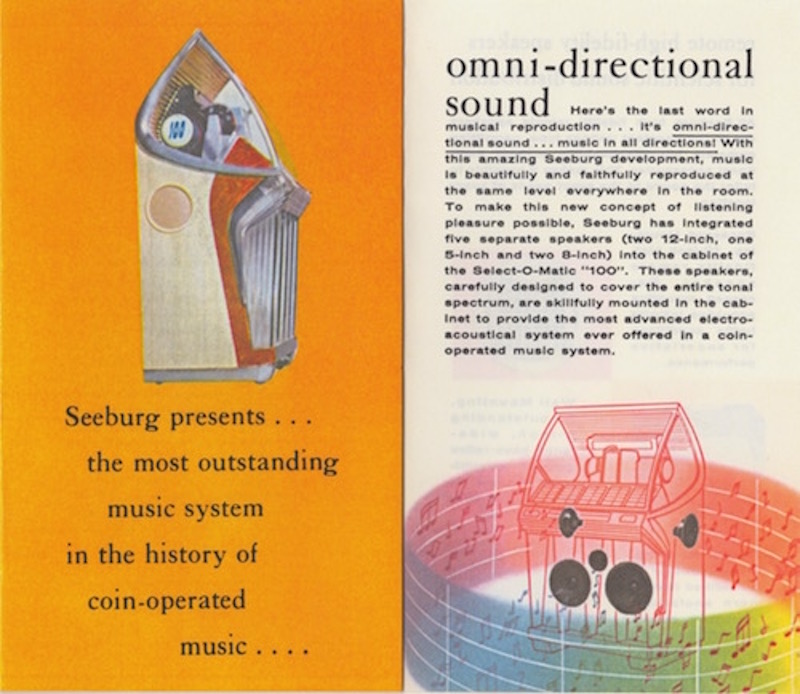 100
Seeburg presents . . .
the most outstanding
music system
in the history of
coin-operated
music . . . .
omni-directional
sound Here's the last word in
musical reproduction . . . it's omni-direc-
tional sound . . . music in all directions! With
this amazing Seeburg development, music
is beautifully and faithfully reproduced at
the same level everywhere in the room.
To make this new concept of listening
pleasure possible, Seeburg has integrated
five separate speakers (two 12-inch, one
5-inch and two 8-inch) into the cabinet of
the Select-O-Matic "100". These speakers,
carefully designed to cover the entire tonal
spectrum, are skillfully mounted in the cab-
inet to provide the most advanced electro-
acoustical system ever offered in a coin-
operated music system.